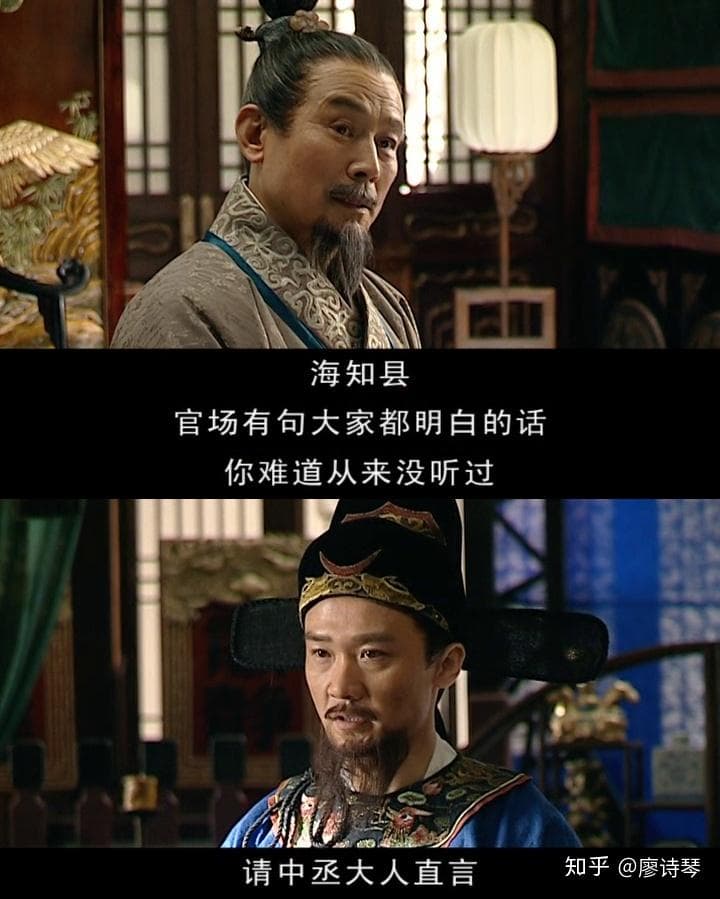 海知县
官场有句大家都明白的话
你难道从来没听过
请中丞大人直言
知乎 @廖诗琴